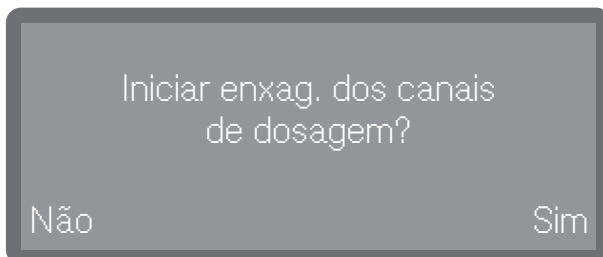 Iniciar enxag. dos canais
de dosagem?
Não Sim